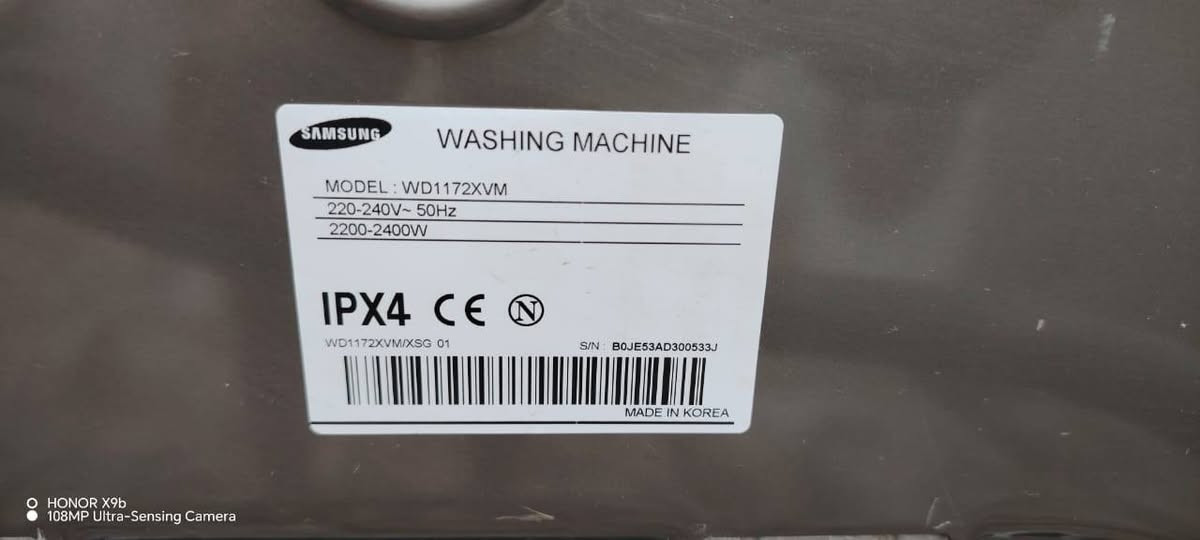 SAMSUNG WASHING MACHINE
MODEL : WD1172XVM
220-240V~ 50Hz
2200-2400W
IPX4 CE N
WD1172XVM/XSG 01 S/N : B0JE53AD300533J
MADE IN KOREA
HONOR X9b
108MP Ultra-Sensing Camera